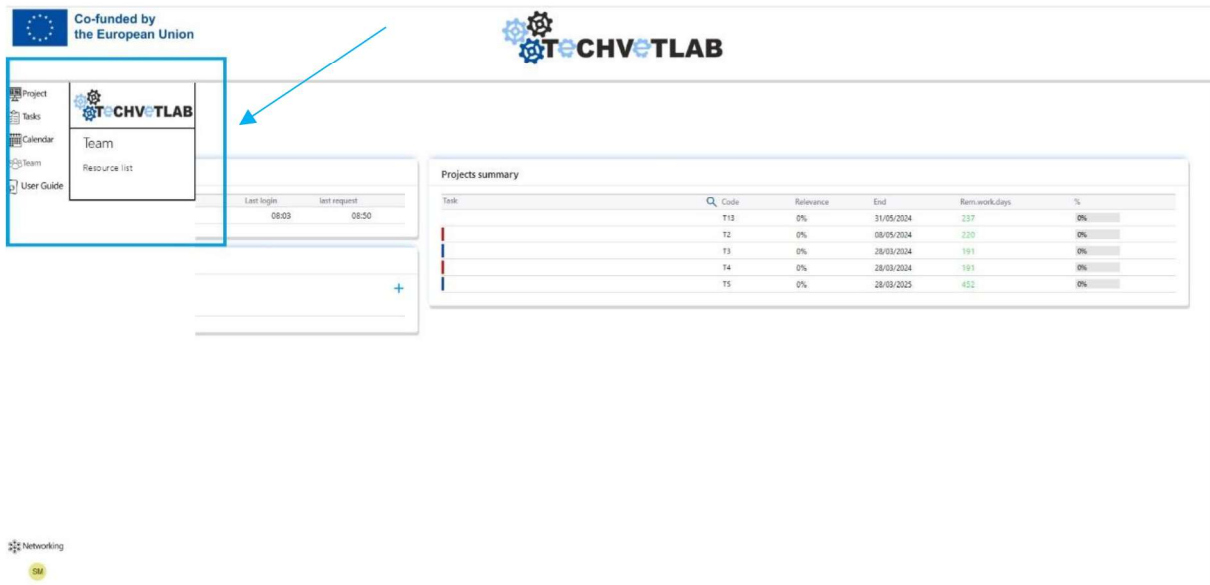 Co-funded by
the European Union
TECHVETLAB
Project
Tasks
Calendar
Team
User Guide
TECHVETLAB
Team
Resource list
Last login last request
08:03 08:50
Projects summary
Task Code Relevance End Rem.work.days %
T13 0% 31/05/2024 237 0%
T2 0% 08/05/2024 220 0%
T3 0% 28/03/2024 191 0%
T4 0% 28/03/2024 191 0%
T5 0% 28/03/2025 452 0%
+
Networking
SM